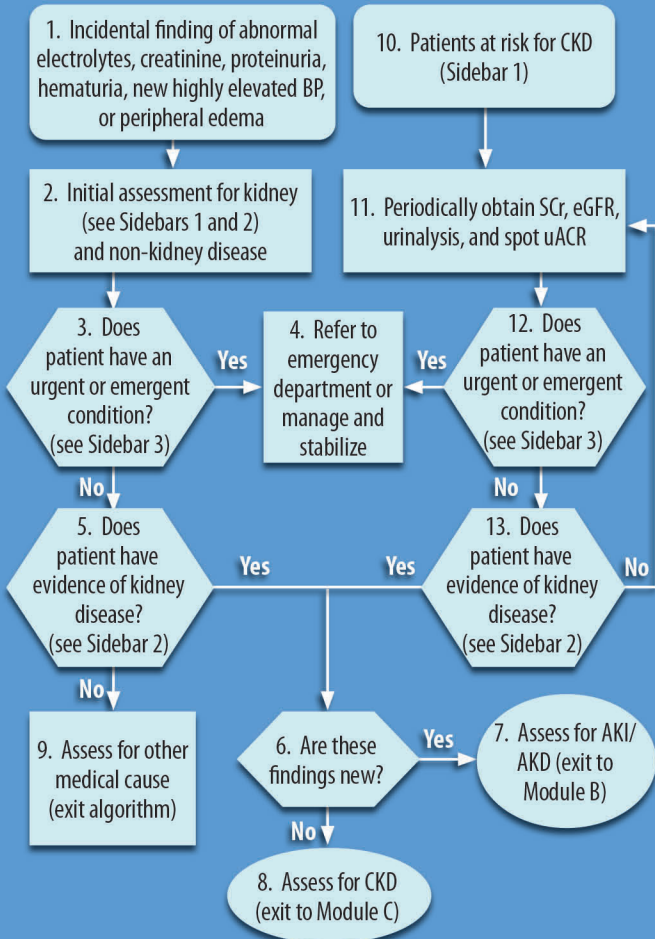 1. Incidental finding of abnormal
electrolytes, creatinine, proteinuria,
hematuria, new highly elevated BP,
or peripheral edema
10. Patients at risk for CKD
(Sidebar 1)
2. Initial assessment for kidney
(see Sidebars 1 and 2)
and non-kidney disease
11. Periodically obtain SCr, eGFR,
urinalysis, and spot uACR
3. Does
patient have an
urgent or emergent
condition?
(see Sidebar 3)
Yes
4. Refer to
emergency
department or
manage and
stabilize
Yes
12. Does
patient have an
urgent or emergent
condition?
(see Sidebar 3)
No
No
5. Does
patient have
evidence of kidney
disease?
(see Sidebar 2)
Yes
Yes
13. Does
patient have
evidence of kidney
disease?
(see Sidebar 2)
No
No
9. Assess for other
medical cause
(exit algorithm)
6. Are these
findings new?
Yes
7. Assess for AKI/
AKD (exit to
Module B)
No
8. Assess for CKD
(exit to Module C)